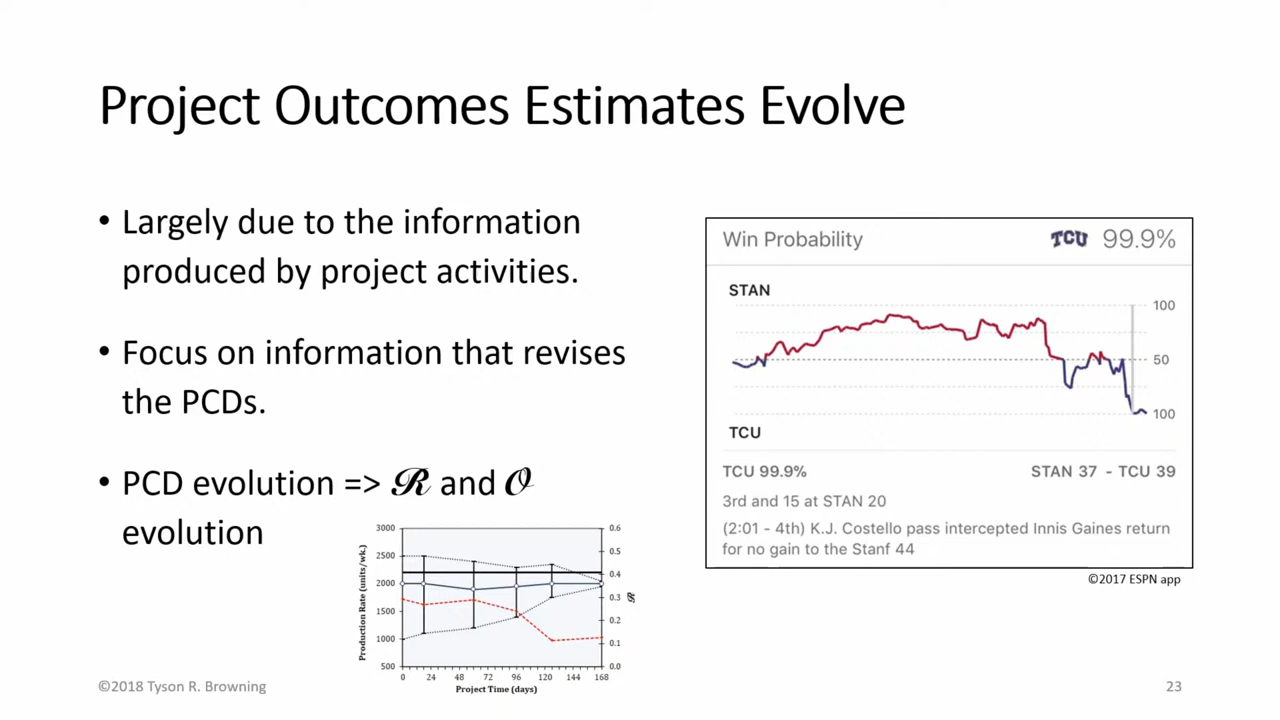 Project Outcomes Estimates Evolve
• Largely due to the information
produced by project activities.
• Focus on information that revises
the PCDs.
• PCD evolution => ℛ and 𝒪
evolution
Win Probability TCU 99.9%
STAN
100
50
100
TCU
TCU 99.9% STAN 37 - TCU 39
3rd and 15 at STAN 20
(2:01 - 4th) K.J. Costello pass intercepted Innis Gaines return
for no gain to the Stanf 44
©2017 ESPN app
Production Rate (units/wk.)
3000
2500
2000
1500
1000
500
0.6
0.5
0.4
0.3
0.2
0.1
0.0
ℛ
0 24 48 72 96 120 144 168
Project Time (days)
©2018 Tyson R. Browning
23